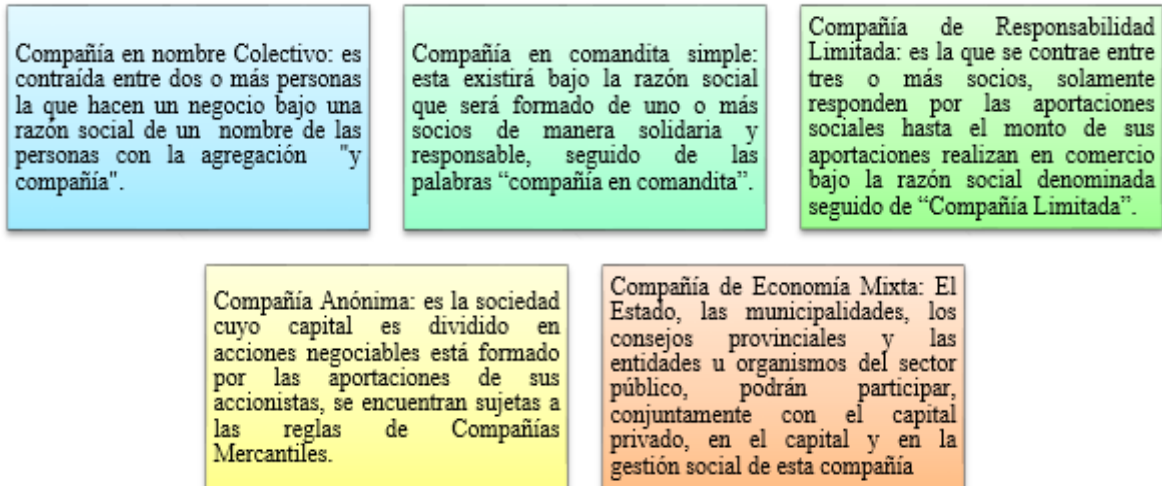 Compañía en nombre Colectivo: es
contraída entre dos o más personas
la que hacen un negocio bajo una
razón social de un nombre de las
personas con la agregación "y
compañía".
Compañía en comandita simple:
esta existirá bajo la razón social
que será formado de uno o más
socios de manera solidaria y
responsable, seguido de las
palabras “compañía en comandita”.
Compañía de Responsabilidad
Limitada: es la que se contrae entre
tres o más socios, solamente
responden por las aportaciones
sociales hasta el monto de sus
aportaciones realizan en comercio
bajo la razón social denominada
seguido de “Compañía Limitada”.
Compañía Anónima: es la sociedad
cuyo capital es dividido en
acciones negociables está formado
por las aportaciones de sus
accionistas, se encuentran sujetas a
las reglas de Compañías
Mercantiles.
Compañía de Economía Mixta: El
Estado, las municipalidades, los
consejos provinciales y las
entidades u organismos del sector
público, podrán participar,
conjuntamente con el capital
privado, en el capital y en la
gestión social de esta compañía